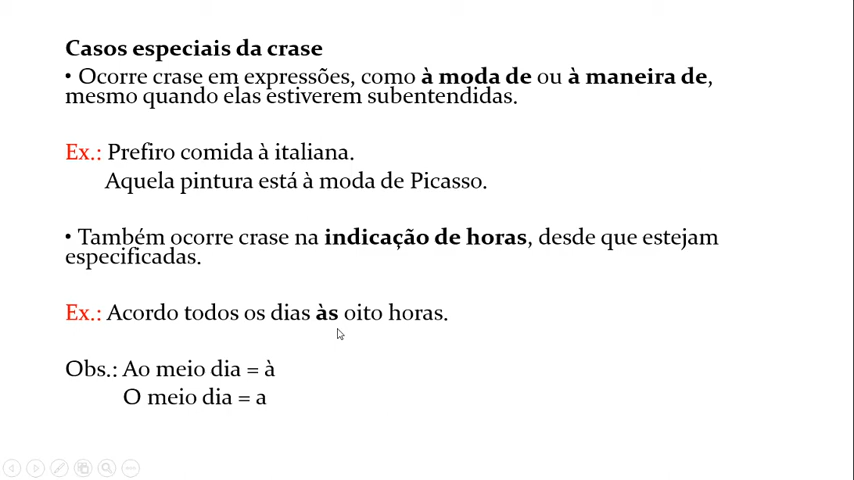 Casos especiais da crase
• Ocorre crase em expressões, como à moda de ou à maneira de,
mesmo quando elas estiverem subentendidas.
Ex.: Prefiro comida à italiana.
Aquela pintura está à moda de Picasso.
• Também ocorre crase na indicação de horas, desde que estejam
especificadas.
Ex.: Acordo todos os dias às oito horas.
Obs.: Ao meio dia = à
O meio dia = a